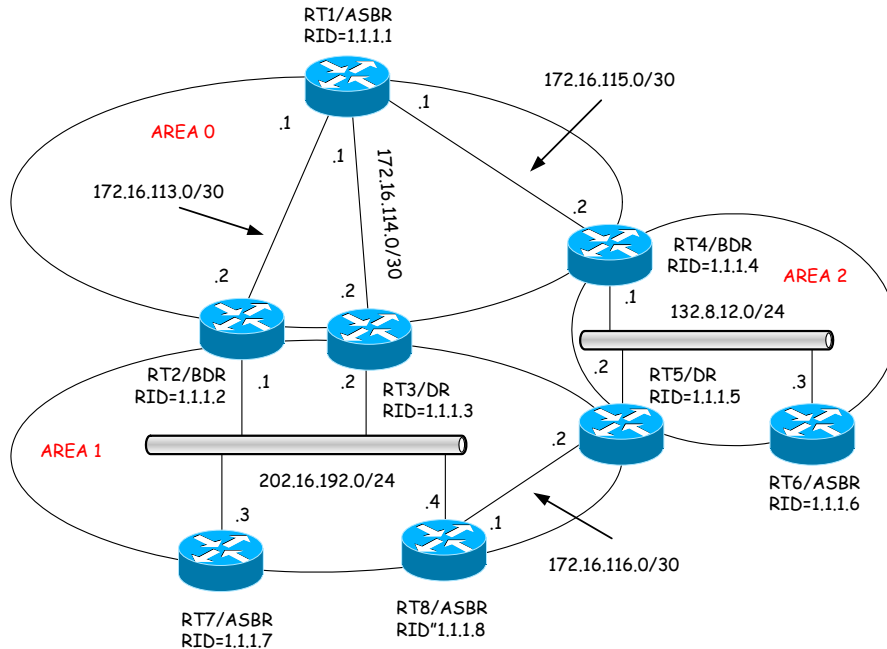 RT1/ASBR
RID=1.1.1.1
172.16.115.0/30
AREA 0
.1
.1
.1
172.16.113.0/30
172.16.114.0/30
.2
.2
.2
RT4/BDR
RID=1.1.1.4
AREA 2
.1
132.8.12.0/24
RT2/BDR
RID=1.1.1.2
.1
.2
RT3/DR
RID=1.1.1.3
.2
RT5/DR
RID=1.1.1.5
.3
AREA 1
202.16.192.0/24
.2
.3
.4
.1
RT6/ASBR
RID=1.1.1.6
172.16.116.0/30
RT7/ASBR
RID=1.1.1.7
RT8/ASBR
RID"1.1.1.8